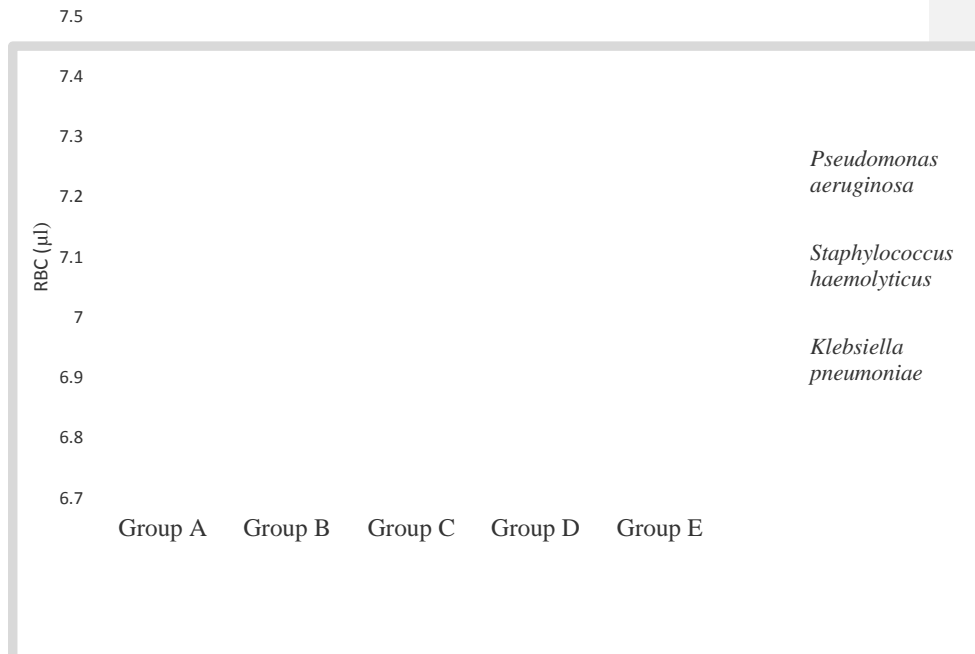 7.5
7.4
7.3
7.2
7.1
7
6.9
6.8
6.7
RBC (µl)
Group A Group B Group C Group D Group E
Pseudomonas
aeruginosa
Staphylococcus
haemolyticus
Klebsiella
pneumoniae